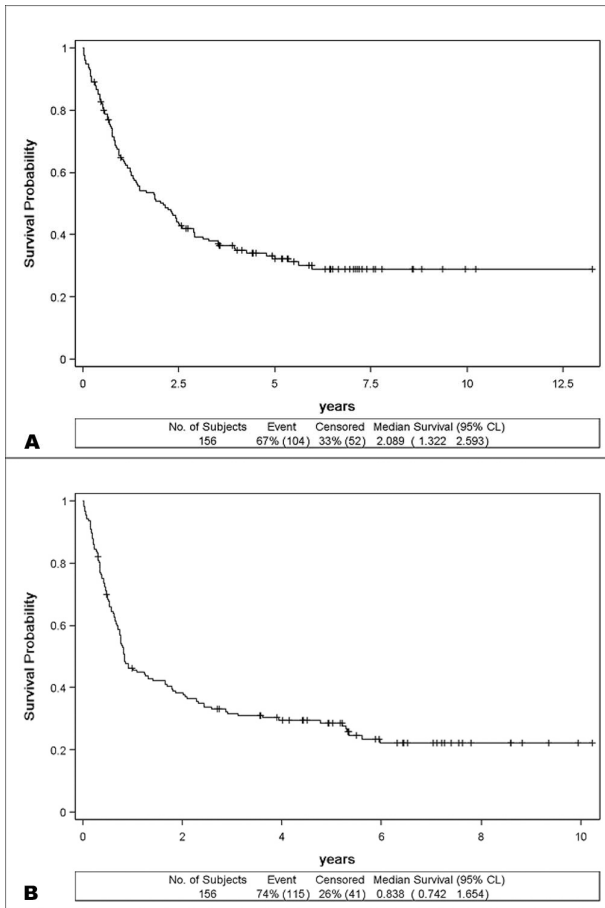 1
0.8
0.6
0.4
0.2
0
Survival Probability
0 2.5 5 7.5 10 12.5
years
No. of Subjects Event Censored Median Survival (95% CL)
156 67% (104) 33% (52) 2.089 ( 1.322 2.593)
A
1
0.8
0.6
0.4
0.2
0
Survival Probability
0 2 4 6 8 10
years
No. of Subjects Event Censored Median Survival (95% CL)
156 74% (115) 26% (41) 0.838 ( 0.742 1.654)
B